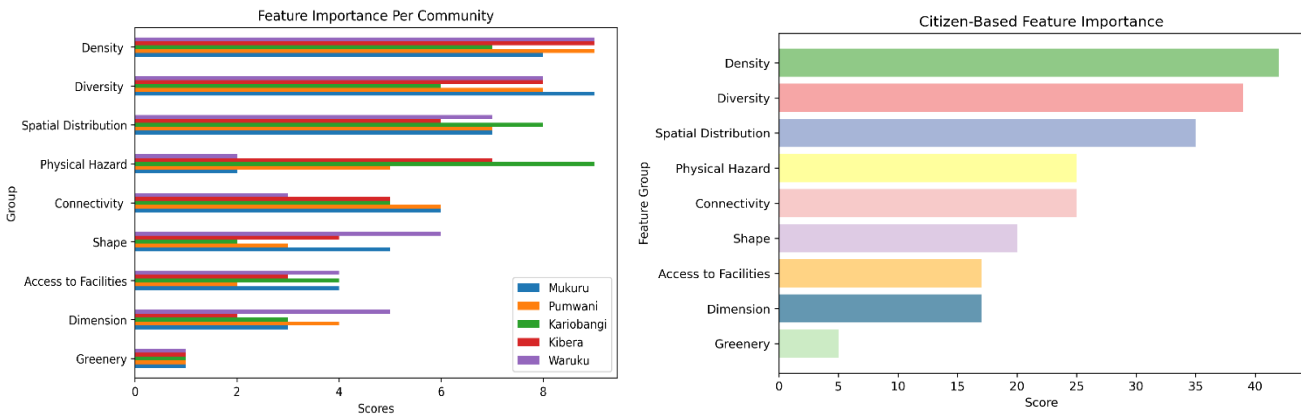 Feature Importance Per Community
Group
Density
Diversity
Spatial Distribution
Physical Hazard
Connectivity
Shape
Access to Facilities
Dimension
Greenery
Mukuru
Pumwani
Kariobangi
Kibera
Waruku
0 2 4 6 8
Scores
Citizen-Based Feature Importance
Feature Group
Density
Diversity
Spatial Distribution
Physical Hazard
Connectivity
Shape
Access to Facilities
Dimension
Greenery
0 5 10 15 20 25 30 35 40
Score